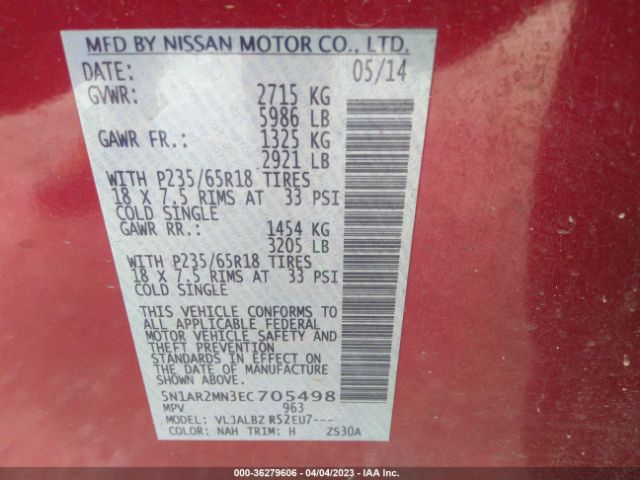 MFD BY NISSAN MOTOR CO., LTD.
DATE: 05/14
GVWR: 2715 KG
5986 LB
GAWR FR.: 1325 KG
2921 LB
WITH P235/65R18 TIRES
18 X 7.5 RIMS AT 33 PSI
COLD SINGLE
GAWR RR.: 1454 KG
3205 LB
WITH P235/65R18 TIRES
18 X 7.5 RIMS AT 33 PSI
COLD SINGLE
THIS VEHICLE CONFORMS TO
ALL APPLICABLE FEDERAL
MOTOR VEHICLE SAFETY AND
THEFT PREVENTION
STANDARDS IN EFFECT ON
THE DATE OF MANUFACTURE
SHOWN ABOVE.
5N1AR2MN3EC705498
MPV 963
MODEL: VLJALBZ R52EU7---
COLOR: NAH TRIM: H ZS30A
000-36279606 - 04/04/2023 - IAA Inc.